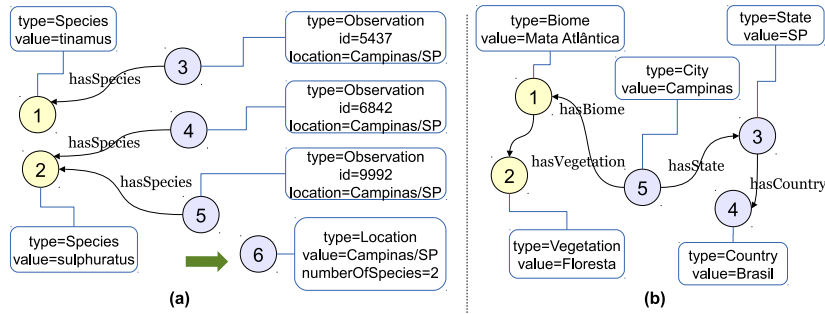 type=Species
value=tinamus
hasSpecies
1
3
type=Observation
id=5437
location=Campinas/SP
hasSpecies
4
type=Observation
id=6842
location=Campinas/SP
2
hasSpecies
5
type=Observation
id=9992
location=Campinas/SP
type=Species
value=sulphuratus
6
type=Location
value=Campinas/SP
numberOfSpecies=2
(a)
type=Biome
value=Mata Atlântica
type=State
value=SP
type=City
value=Campinas
1
hasBiome
3
hasVegetation
2
5
hasState
hasCountry
4
type=Vegetation
value=Floresta
type=Country
value=Brasil
(b)